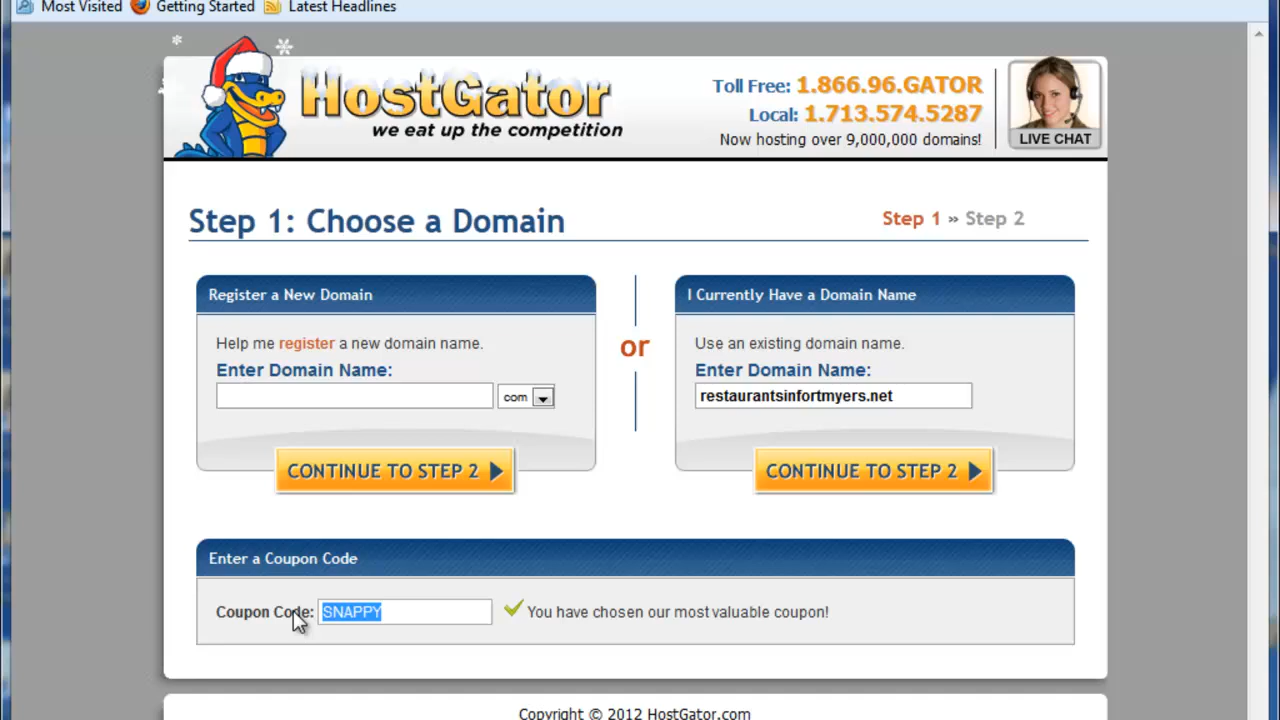 Most Visited Getting Started Latest Headlines
HostGator
we eat up the competition
Toll Free: 1.866.96.GATOR
Local: 1.713.574.5287
Now hosting over 9,000,000 domains!
LIVE CHAT
Step 1: Choose a Domain
Step 1 » Step 2
Register a New Domain
Help me register a new domain name.
Enter Domain Name:
com
CONTINUE TO STEP 2
or
I Currently Have a Domain Name
Use an existing domain name.
Enter Domain Name:
restaurantsinfortmyers.net
CONTINUE TO STEP 2
Enter a Coupon Code
Coupon Code: SNAPPY You have chosen our most valuable coupon!
Copyright © 2012 HostGator.com